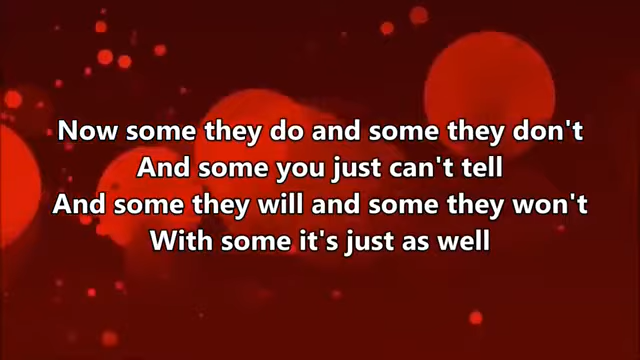 Now some they do and some they don't
And some you just can't tell
And some they will and some they won't
With some it's just as well